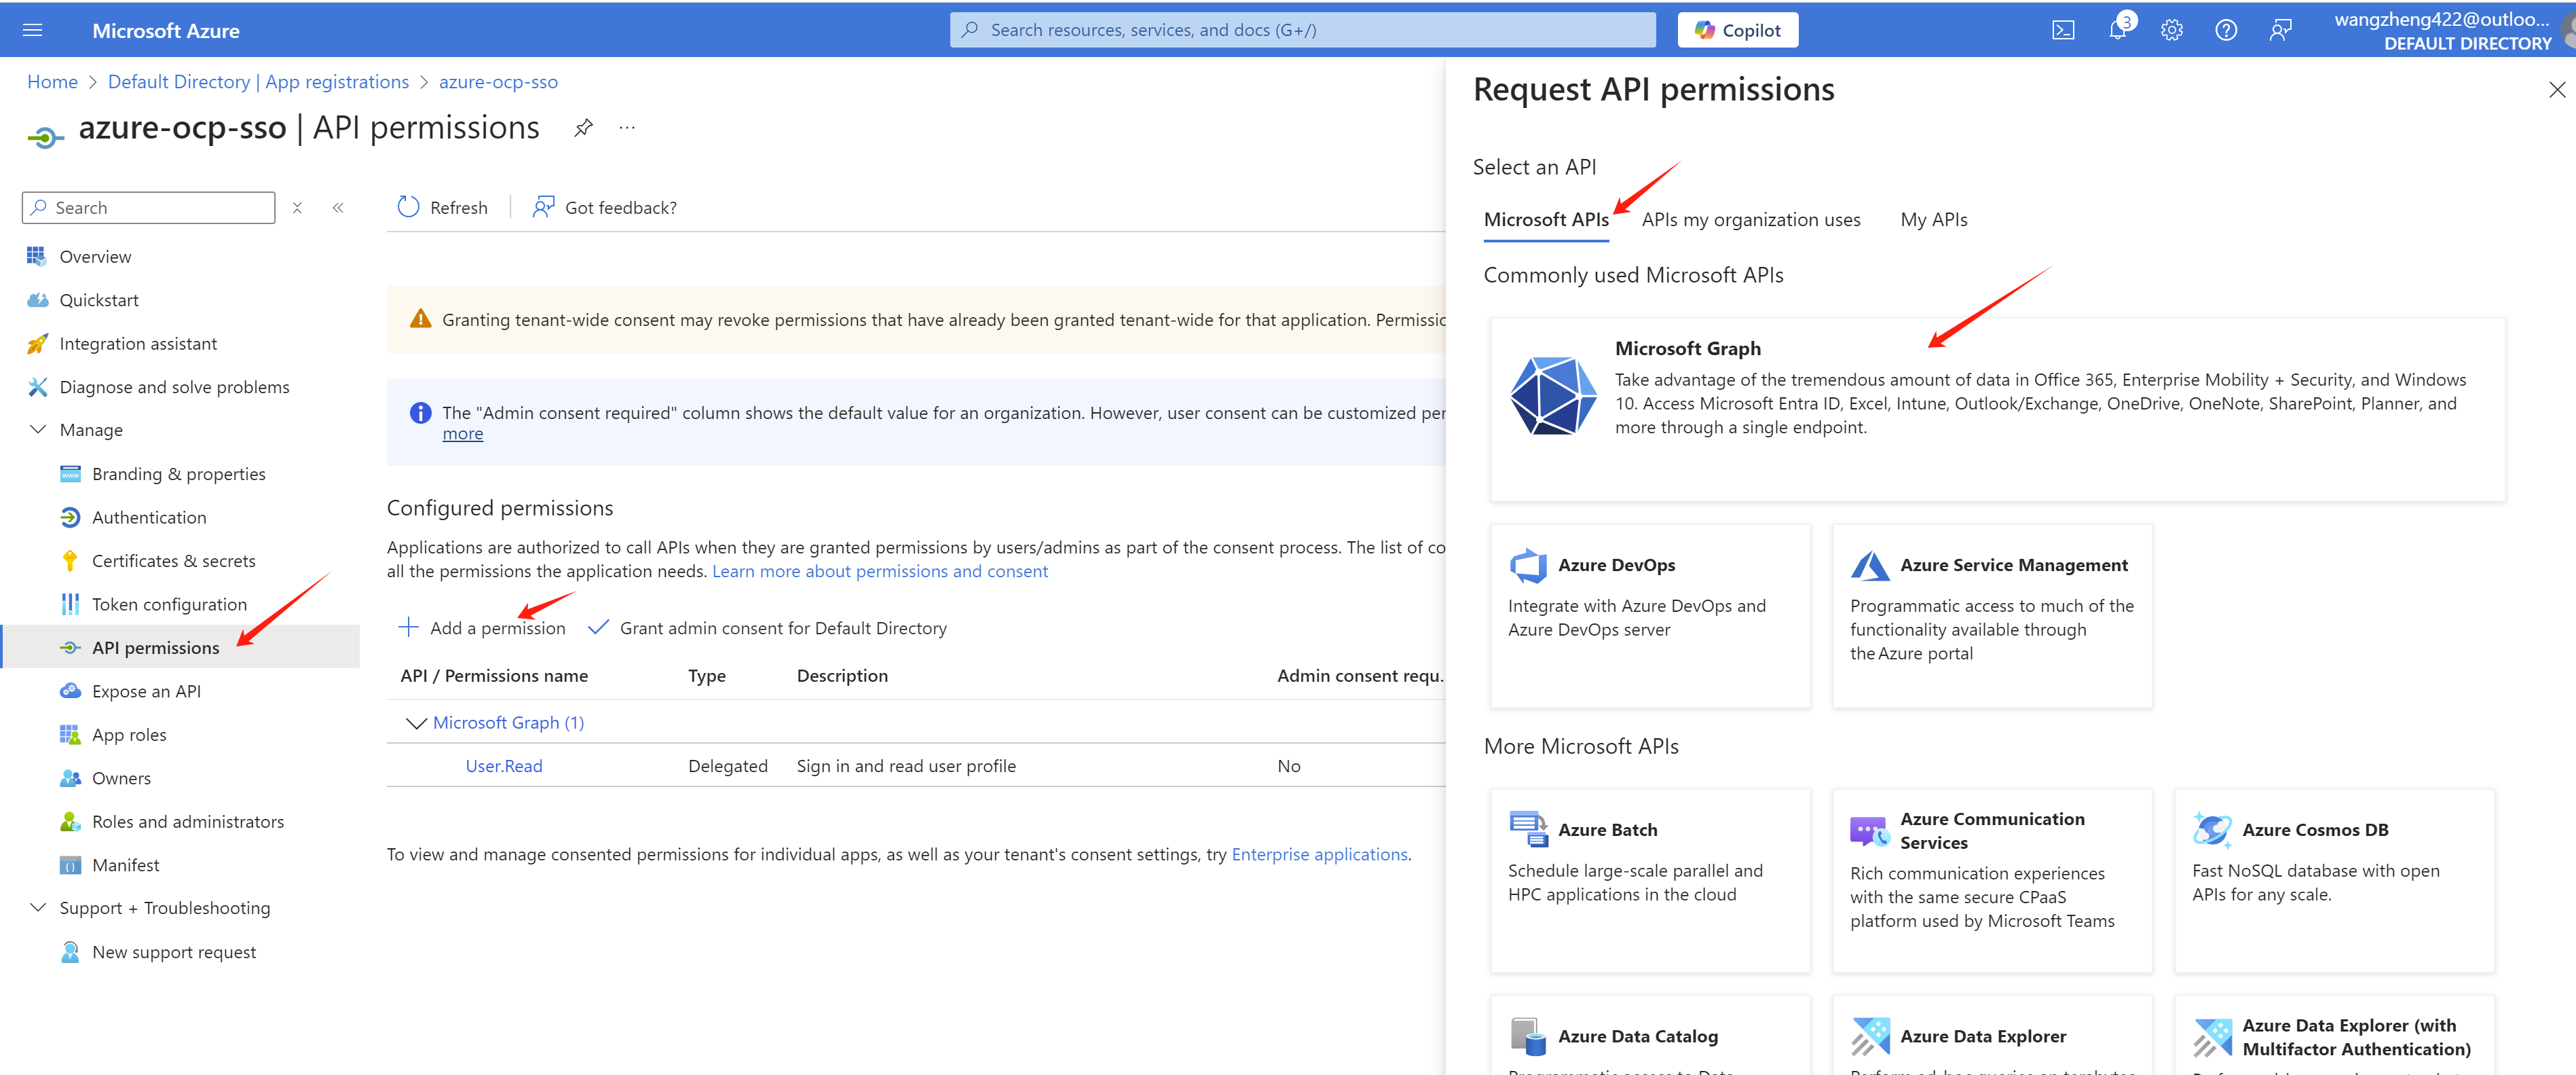 Microsoft Azure
Search resources, services, and docs (G+/)
Copilot
3
wangzheng422@outloo...
DEFAULT DIRECTORY
Home > Default Directory | App registrations > azure-ocp-sso
azure-ocp-sso | API permissions
Search
Refresh
Got feedback?
Overview
Quickstart
Integration assistant
Diagnose and solve problems
Manage
Branding & properties
Authentication
Certificates & secrets
Token configuration
API permissions
Expose an API
App roles
Owners
Roles and administrators
Manifest
Support + Troubleshooting
New support request
Granting tenant-wide consent may revoke permissions that have already been granted tenant-wide for that application. Permissio
The "Admin consent required" column shows the default value for an organization. However, user consent can be customized per
more
Configured permissions
Applications are authorized to call APIs when they are granted permissions by users/admins as part of the consent process. The list of co
all the permissions the application needs. Learn more about permissions and consent
Add a permission
Grant admin consent for Default Directory
API / Permissions name Type Description Admin consent requ...
Microsoft Graph (1)
User.Read Delegated Sign in and read user profile No
To view and manage consented permissions for individual apps, as well as your tenant's consent settings, try Enterprise applications.
Request API permissions
Select an API
Microsoft APIs APIs my organization uses My APIs
Commonly used Microsoft APIs
Microsoft Graph
Take advantage of the tremendous amount of data in Office 365, Enterprise Mobility + Security, and Windows
10. Access Microsoft Entra ID, Excel, Intune, Outlook/Exchange, OneDrive, OneNote, SharePoint, Planner, and
more through a single endpoint.
Azure DevOps
Integrate with Azure DevOps and
Azure DevOps server
Azure Service Management
Programmatic access to much of the
functionality available through
the Azure portal
More Microsoft APIs
Azure Batch
Schedule large-scale parallel and
HPC applications in the cloud
Azure Communication
Services
Rich communication experiences
with the same secure CPaaS
platform used by Microsoft Teams
Azure Cosmos DB
Fast NoSQL database with open
APIs for any scale.
Azure Data Catalog
Azure Data Explorer
Azure Data Explorer (with
Multifactor Authentication)